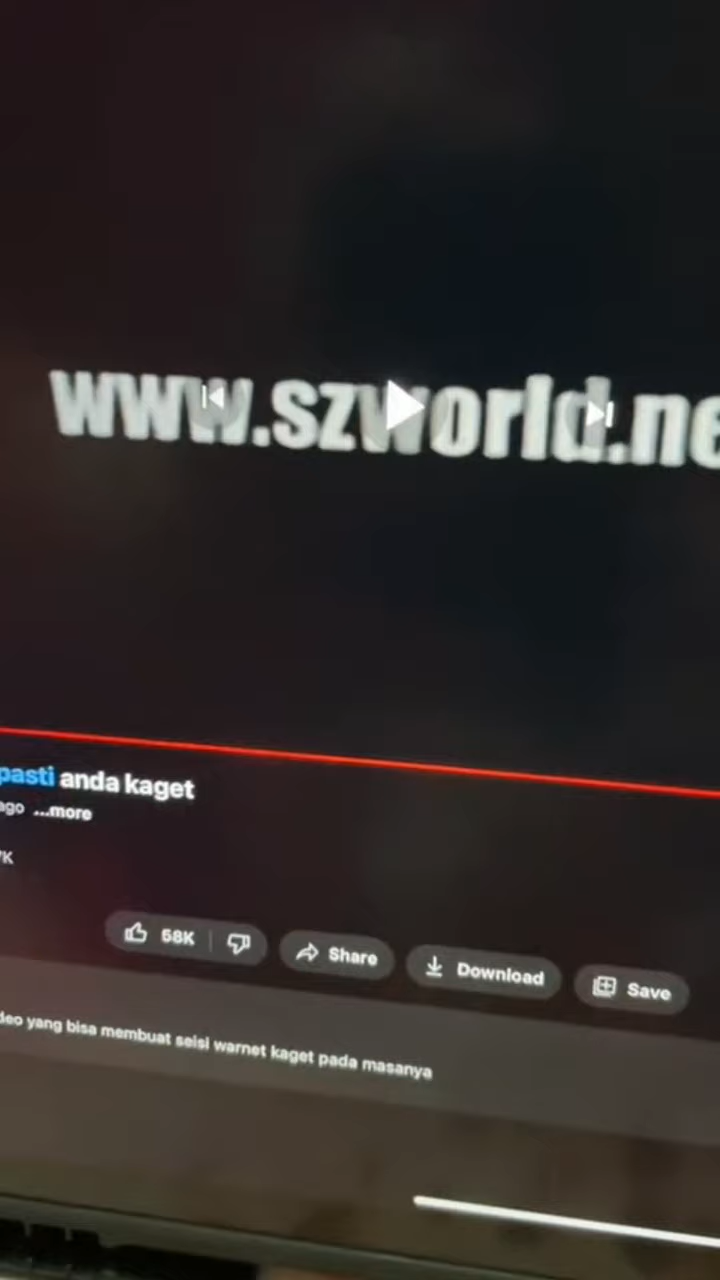 www.szworld.ne
pasti anda kaget
ago ...more
K
58K
Share
Download
Save
deo yang bisa membuat seisi warnet kaget pada masanya